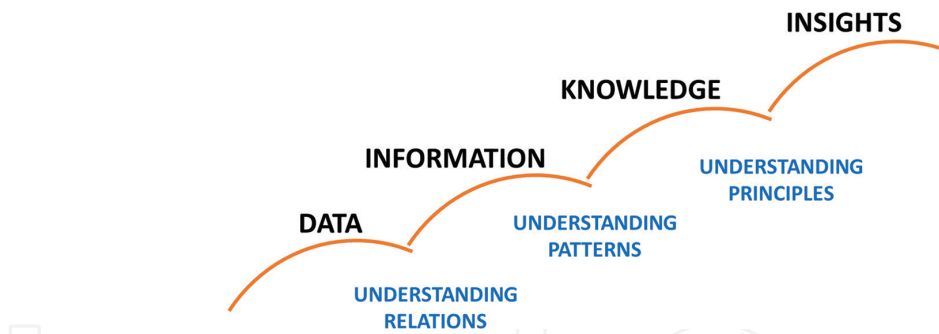 INSIGHTS
KNOWLEDGE
INFORMATION
UNDERSTANDING
PRINCIPLES
DATA
UNDERSTANDING
PATTERNS
UNDERSTANDING
RELATIONS